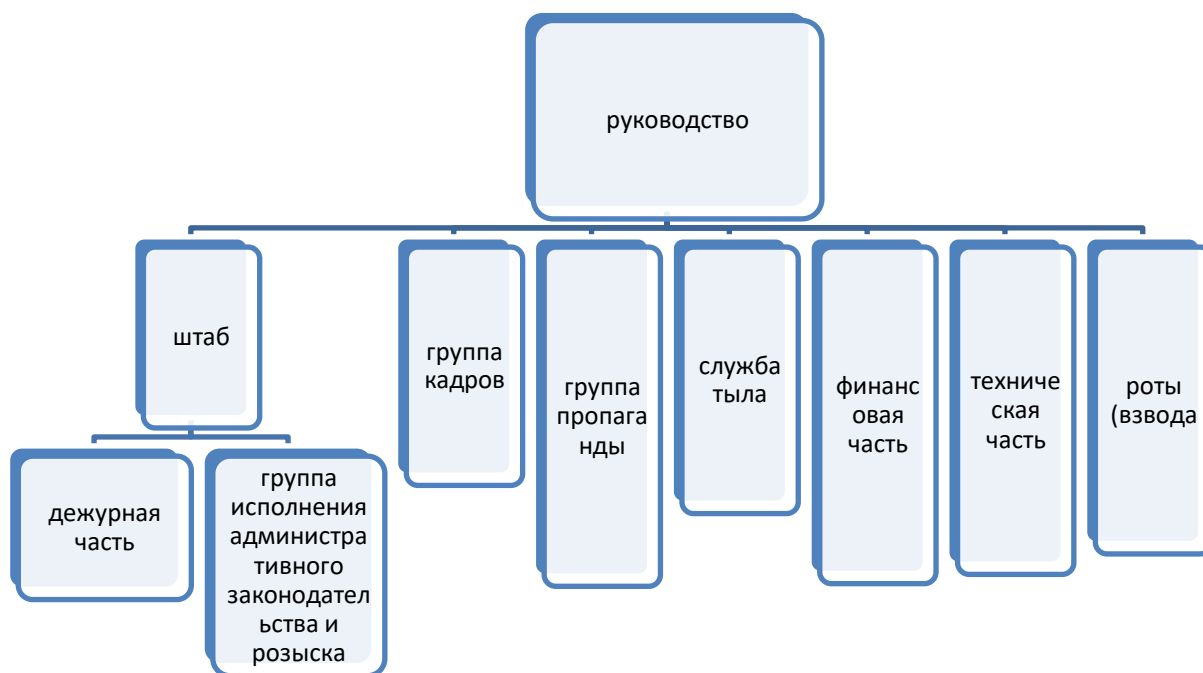 руководство
штаб
группа
кадров
группа
пропага
нды
служба
тыла
финанс
овая
часть
техниче
ская
часть
роты
(взвода
дежурная
часть
группа
исполнения
администра
тивного
законодател
ьства и
розыска